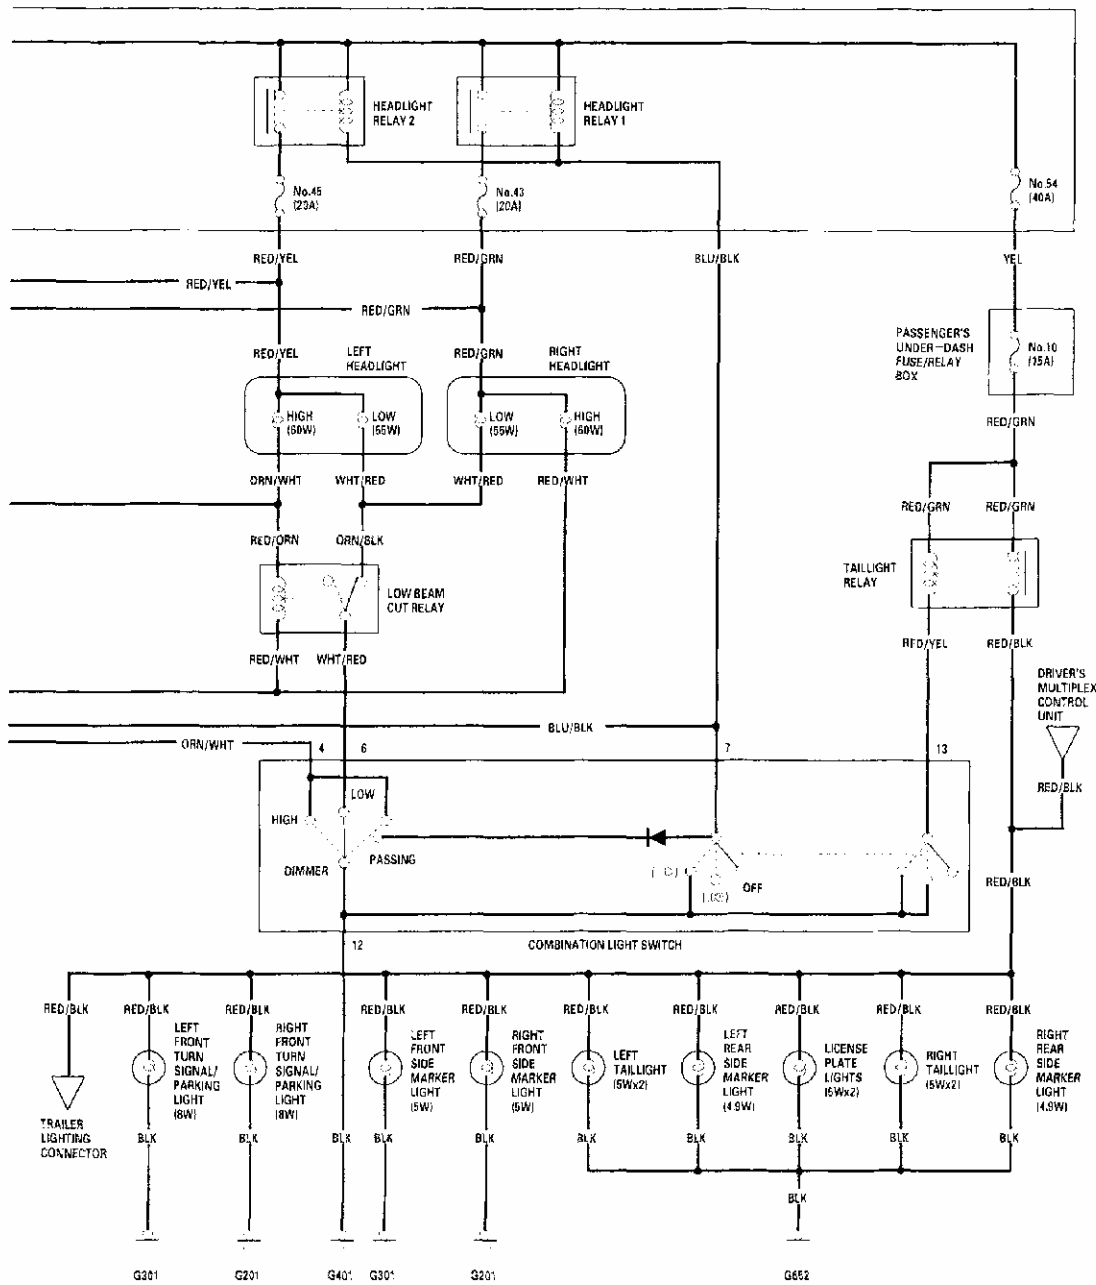 HEADLIGHT
RELAY 2
HEADLIGHT
RELAY 1
No.45
(20A)
No.43
(20A)
No.54
(40A)
RED/YEL
RED/GRN
BLU/BLK
YEL
RED/YEL
RED/GRN
RED/YEL
LEFT
HEADLIGHT
RED/GRN
RIGHT
HEADLIGHT
PASSENGER'S
UNDER-DASH
FUSE/RELAY
BOX
No.10
(15A)
HIGH
(60W)
LOW
(55W)
LOW
(55W)
HIGH
(60W)
RED/GRN
ORN/WHT
WHT/RED
WHT/RED
RED/WHT
RED/GRN
RED/GRN
RED/ORN
ORN/BLK
TAILLIGHT
RELAY
LOW BEAM
CUT RELAY
RED/WHT
WHT/RED
RED/YEL
RED/BLK
DRIVER'S
MULTIPLEX
CONTROL
UNIT
BLU/BLK
ORN/WHT
4
6
7
13
RED/BLK
LOW
HIGH
PASSING
DIMMER
OFF
RED/BLK
12
COMBINATION LIGHT SWITCH
RED/BLK
RED/BLK
RED/BLK
RED/BLK
RED/BLK
RED/BLK
RED/BLK
RED/BLK
RED/BLK
RED/BLK
LEFT
FRONT
TURN
SIGNAL/
PARKING
LIGHT
(8W)
RIGHT
FRONT
TURN
SIGNAL/
PARKING
LIGHT
(8W)
LEFT
FRONT
SIDE
MARKER
LIGHT
(5W)
RIGHT
FRONT
SIDE
MARKER
LIGHT
(5W)
LEFT
TAILLIGHT
(5Wx2)
LEFT
REAR
SIDE
MARKER
LIGHT
(4.9W)
LICENSE
PLATE
LIGHTS
(5Wx2)
RIGHT
TAILLIGHT
(5Wx2)
RIGHT
REAR
SIDE
MARKER
LIGHT
(4.9W)
TRAILER
LIGHTING
CONNECTOR
BLK
BLK
BLK
BLK
BLK
BLK
BLK
BLK
BLK
BLK
BLK
G301
G201
G401
G301
G201
G652